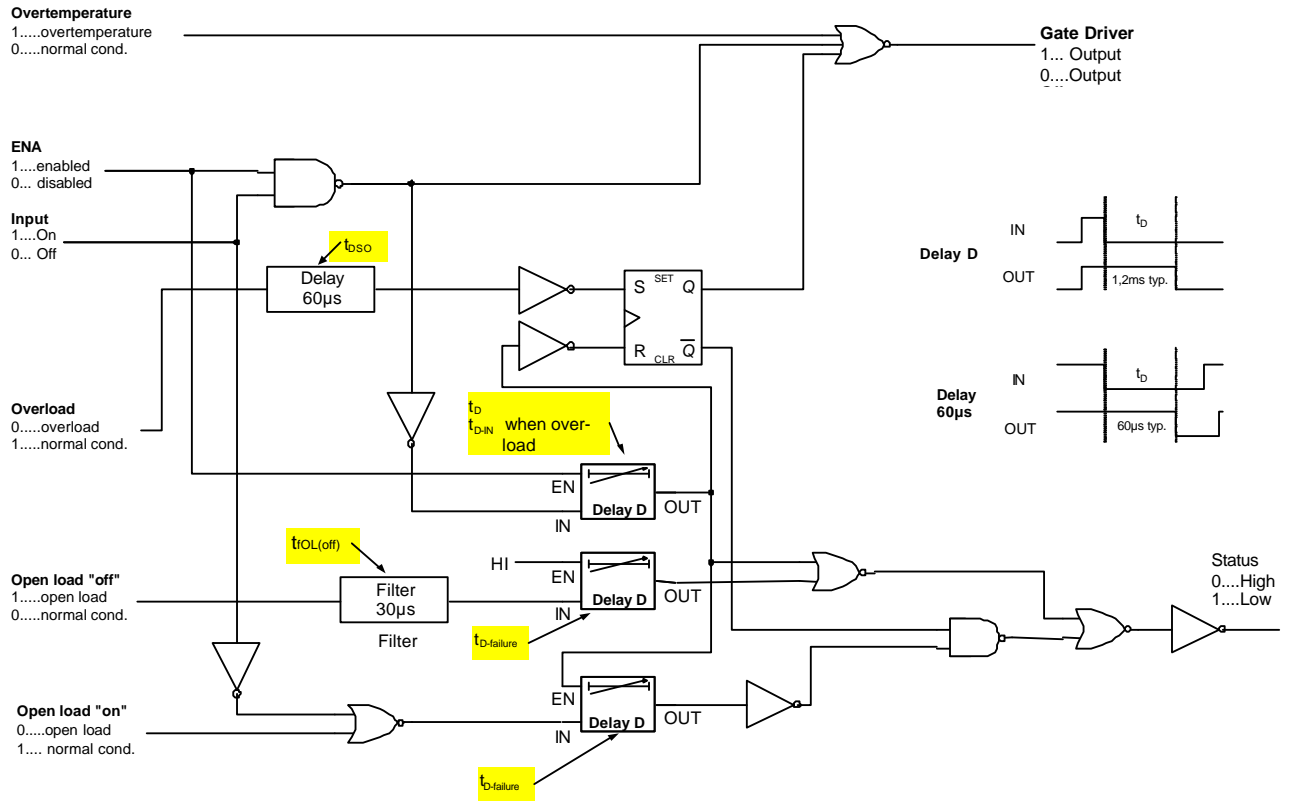 Overtemperature
1.....overtemperature
0.....normal cond.
Gate Driver
1... Output
0....Output
ENA
1....enabled
0... disabled
Input
1....On
0... Off
tDSO
Delay
60µs
S SET Q
R CLR Q
Delay D
IN
tD
OUT
1,2ms typ.
Delay
60µs
IN
tD
OUT
60µs typ.
Overload
0.....overload
1.....normal cond.
tD
tD-IN when over-
load
EN
Delay D
OUT
IN
tfOL(off)
Open load "off"
1.....open load
0.....normal cond.
Filter
30µs
Filter
HI
EN
Delay D
OUT
IN
tD-failure
Status
0....High
1....Low
Open load "on"
0.....open load
1.... normal cond.
EN
Delay D
OUT
IN
tD-failure